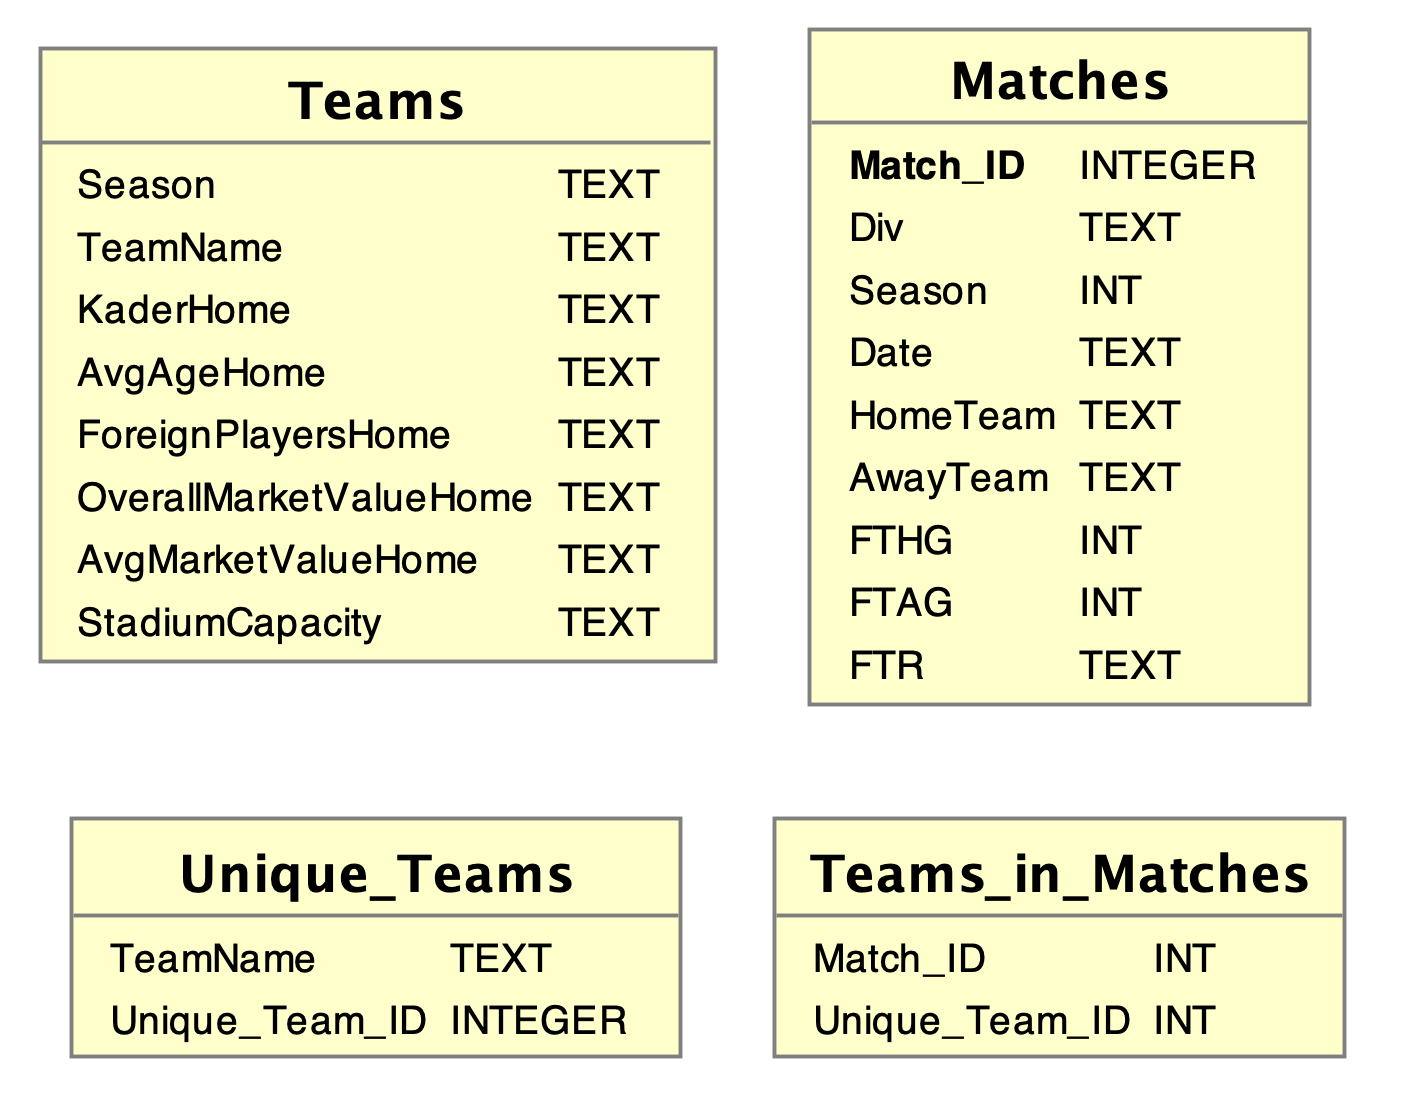 Teams
Season TEXT
TeamName TEXT
KaderHome TEXT
AvgAgeHome TEXT
ForeignPlayersHome TEXT
OverallMarketValueHome TEXT
AvgMarketValueHome TEXT
StadiumCapacity TEXT
Matches
Match_ID INTEGER
Div TEXT
Season INT
Date TEXT
HomeTeam TEXT
AwayTeam TEXT
FTHG INT
FTAG INT
FTR TEXT
Unique_Teams
TeamName TEXT
Unique_Team_ID INTEGER
Teams_in_Matches
Match_ID INT
Unique_Team_ID INT